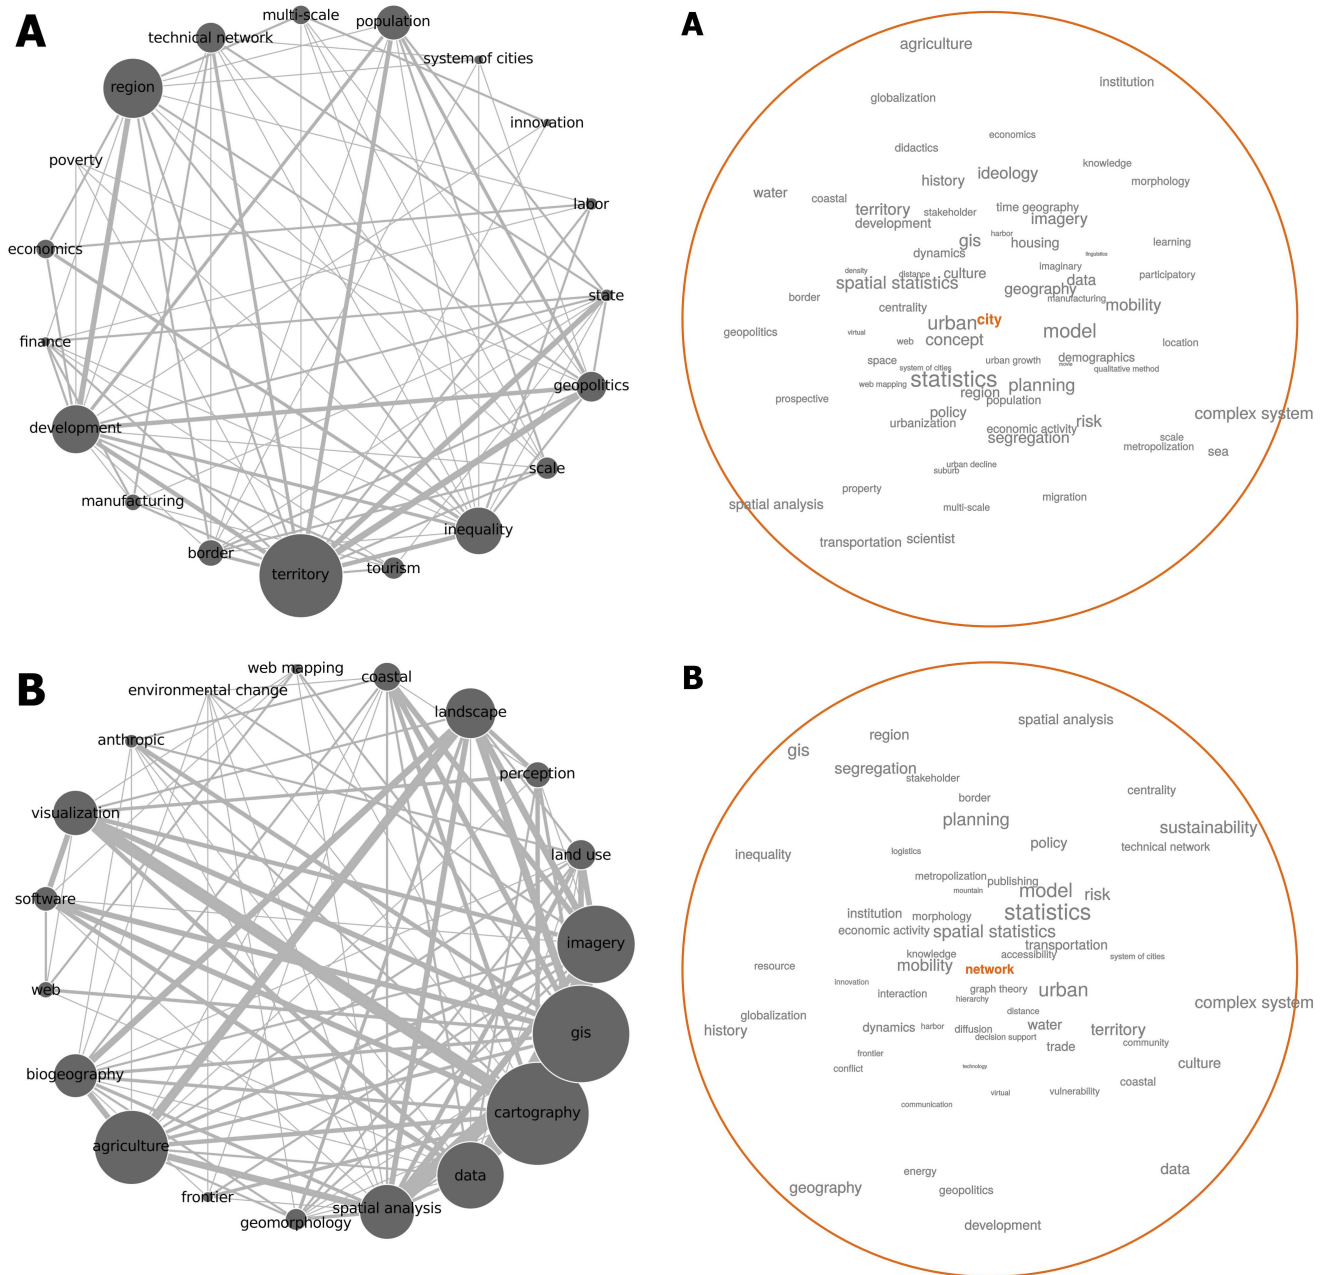 A
multi-scale
population
technical network
system of cities
region
innovation
poverty
labor
economics
state
finance
geopolitics
development
scale
manufacturing
inequality
border
tourism
territory
A
agriculture
institution
globalization
economics
didactics
knowledge
ideology
history
morphology
water
coastal
territory
stakeholder
time geography
development
imagery
harbor
gis
housing
learning
dynamics
linguistics
imaginary
density
distance
culture
participatory
spatial statistics
data
geography
border
manufacturing
mobility
centrality
urban
city
geopolitics
virtual
model
web
concept
location
space
urban growth
demographics
system of cities
movie
qualitative method
web mapping
statistics
planning
region
prospective
population
policy
complex system
urbanization
economic activity
risk
segregation
scale
metropolization
sea
urban decline
suburb
property
migration
spatial analysis
multi-scale
transportation
scientist
B
web mapping
coastal
environmental change
landscape
anthropic
perception
visualization
land use
software
imagery
web
gis
biogeography
cartography
agriculture
data
frontier
spatial analysis
geomorphology
B
spatial analysis
region
gis
segregation
stakeholder
centrality
border
planning
sustainability
policy
technical network
inequality
logistics
metropolization
publishing
mountain
model
risk
institution
morphology
statistics
economic activity
spatial statistics
transportation
knowledge
accessibility
system of cities
resource
mobility
network
innovation
interaction
graph theory
urban
hierarchy
complex system
distance
globalization
history
dynamics
harbor
diffusion
water
territory
decision support
trade
community
frontier
conflict
technology
culture
coastal
virtual
vulnerability
communication
energy
data
geography
geopolitics
development